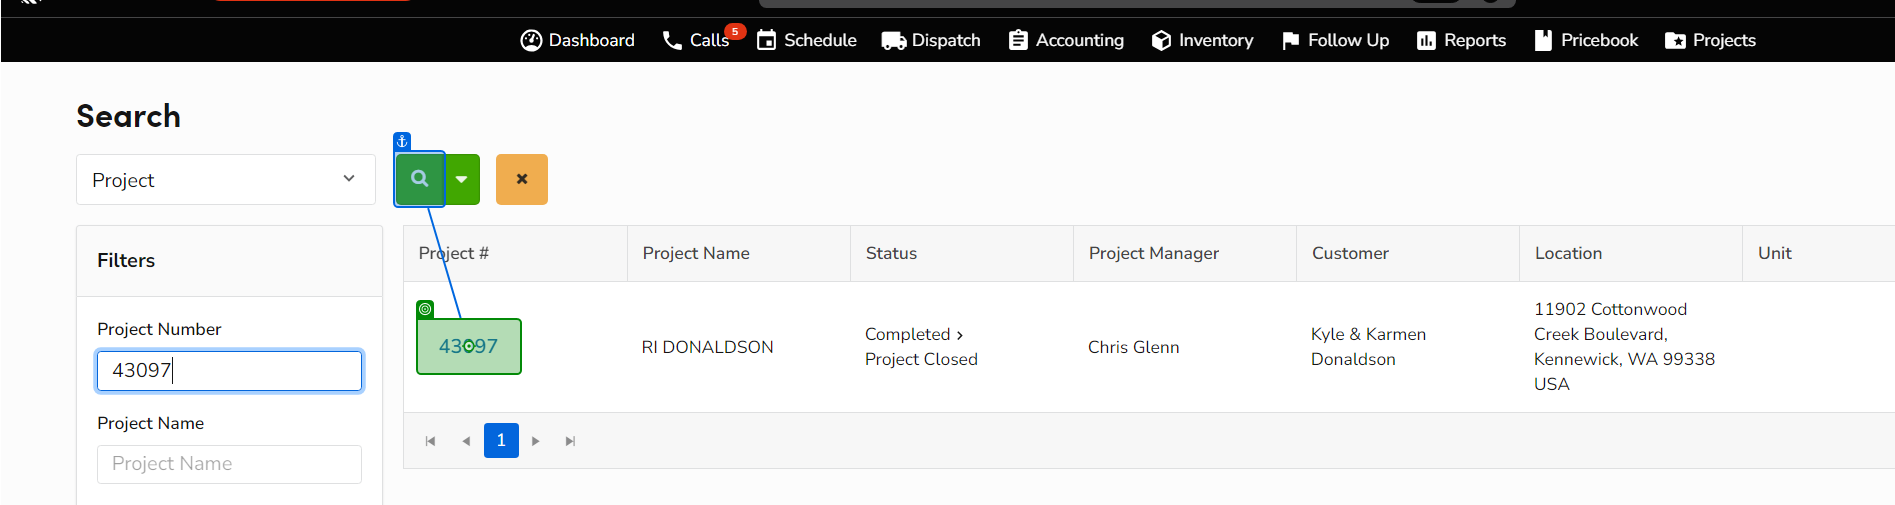 Dashboard Calls 5 Schedule Dispatch Accounting Inventory Follow Up Reports Pricebook Projects
Search
Project
Filters
Project Number
43097
Project Name
Project Name
Project # Project Name Status Project Manager Customer Location Unit
43097
RI DONALDSON
Completed >
Project Closed
Chris Glenn
Kyle & Karmen
Donaldson
11902 Cottonwood
Creek Boulevard,
Kennewick, WA 99338
USA
1